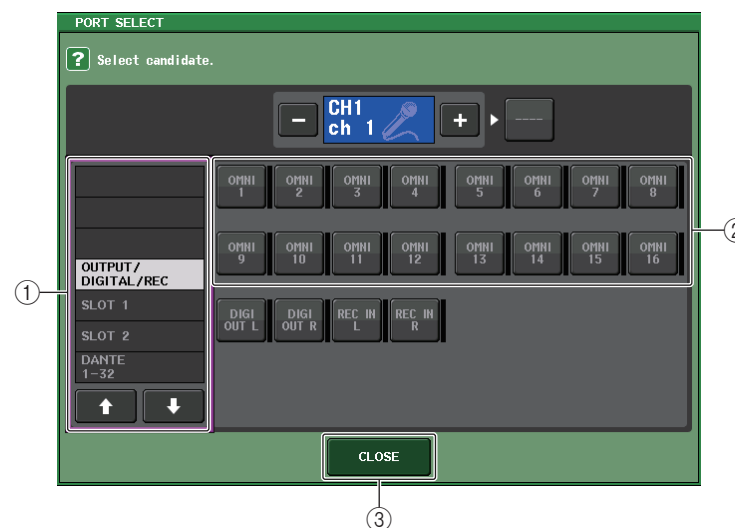 PORT SELECT
? Select candidate.
CH1
ch 1
−
+
----
OUTPUT/
DIGITAL/REC
SLOT 1
SLOT 2
DANTE
1-32
OMNI 1
OMNI 2
OMNI 3
OMNI 4
OMNI 5
OMNI 6
OMNI 7
OMNI 8
OMNI 9
OMNI 10
OMNI 11
OMNI 12
OMNI 13
OMNI 14
OMNI 15
OMNI 16
DIGI OUT L
DIGI OUT R
REC IN L
REC IN R
CLOSE
①
②
③